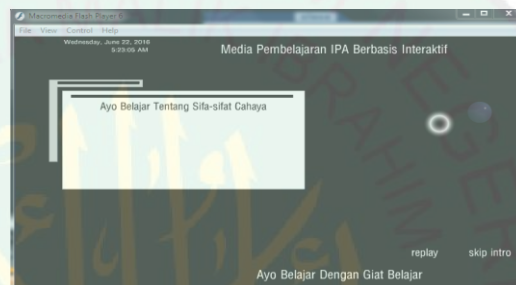 Macromedia Flash Player 6
File View Control Help
Wednesday, June 22, 2016
5:23:05 AM
Media Pembelajaran IPA Berbasis Interaktif
Ayo Belajar Tentang Sifa-sifat Cahaya
replay skip intro
Ayo Belajar Dengan Giat Belajar